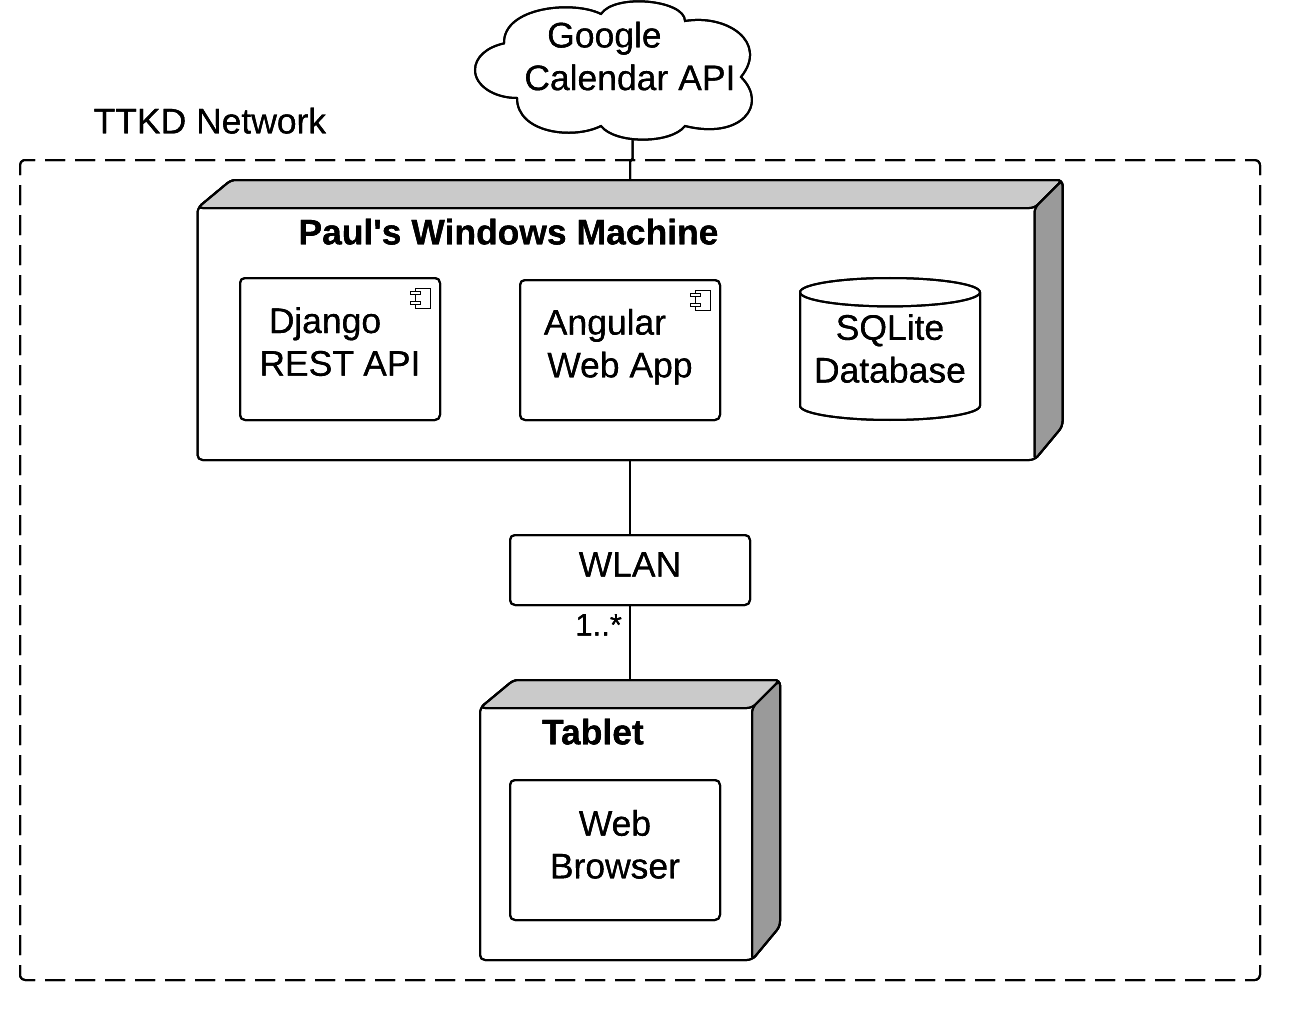 Google
Calendar API
TTKD Network
Paul's Windows Machine
Django
REST API
Angular
Web App
SQLite
Database
WLAN
1..*
Tablet
Web
Browser